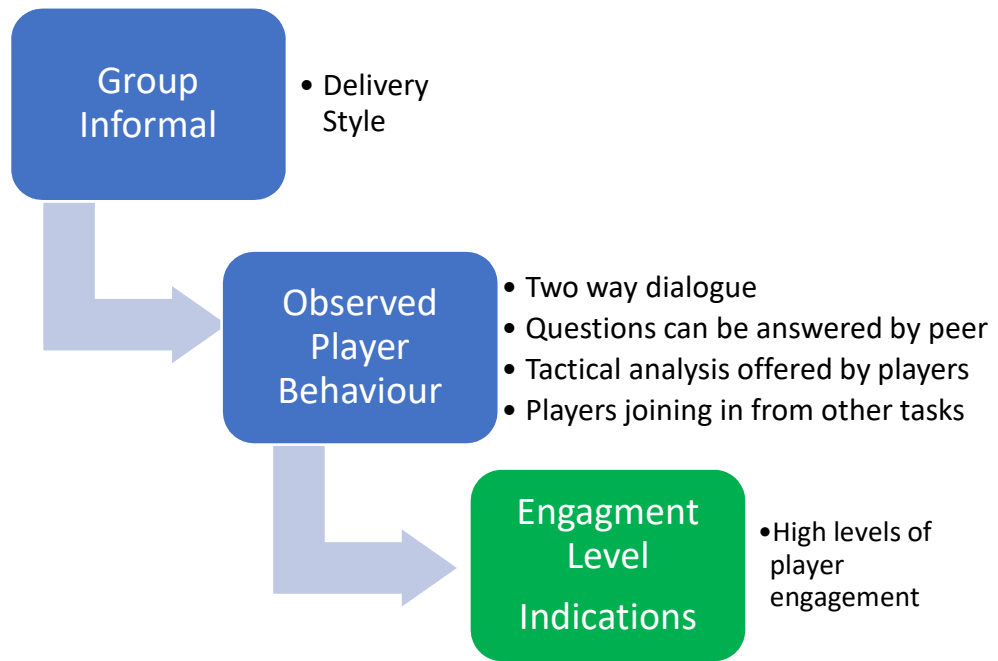 Group
Informal
• Delivery
Style
Observed
Player
Behaviour
• Two way dialogue
• Questions can be answered by peer
• Tactical analysis offered by players
• Players joining in from other tasks
Engagment
Level
Indications
•High levels of
player
engagement